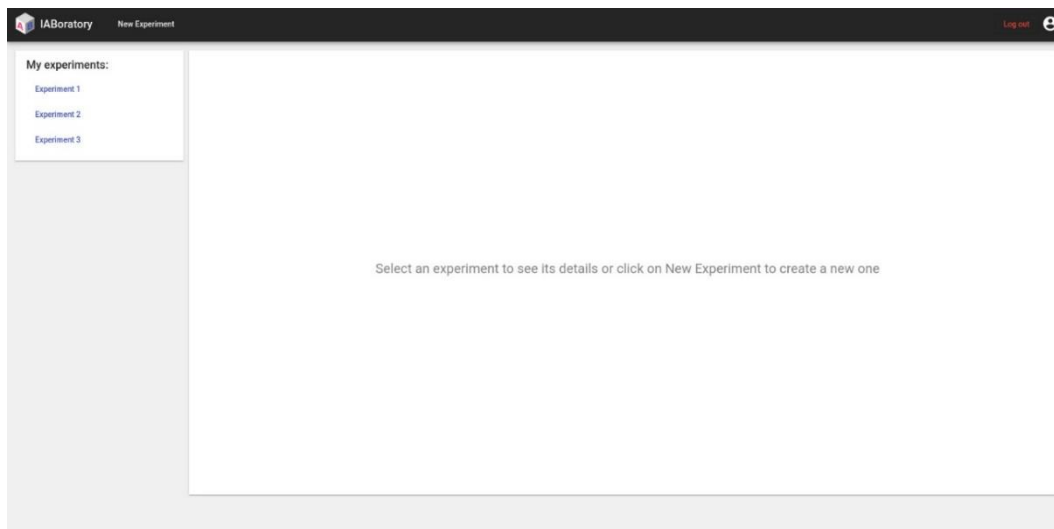 IABoratory New Experiment Log out
My experiments:
Experiment 1
Experiment 2
Experiment 3
Select an experiment to see its details or click on New Experiment to create a new one